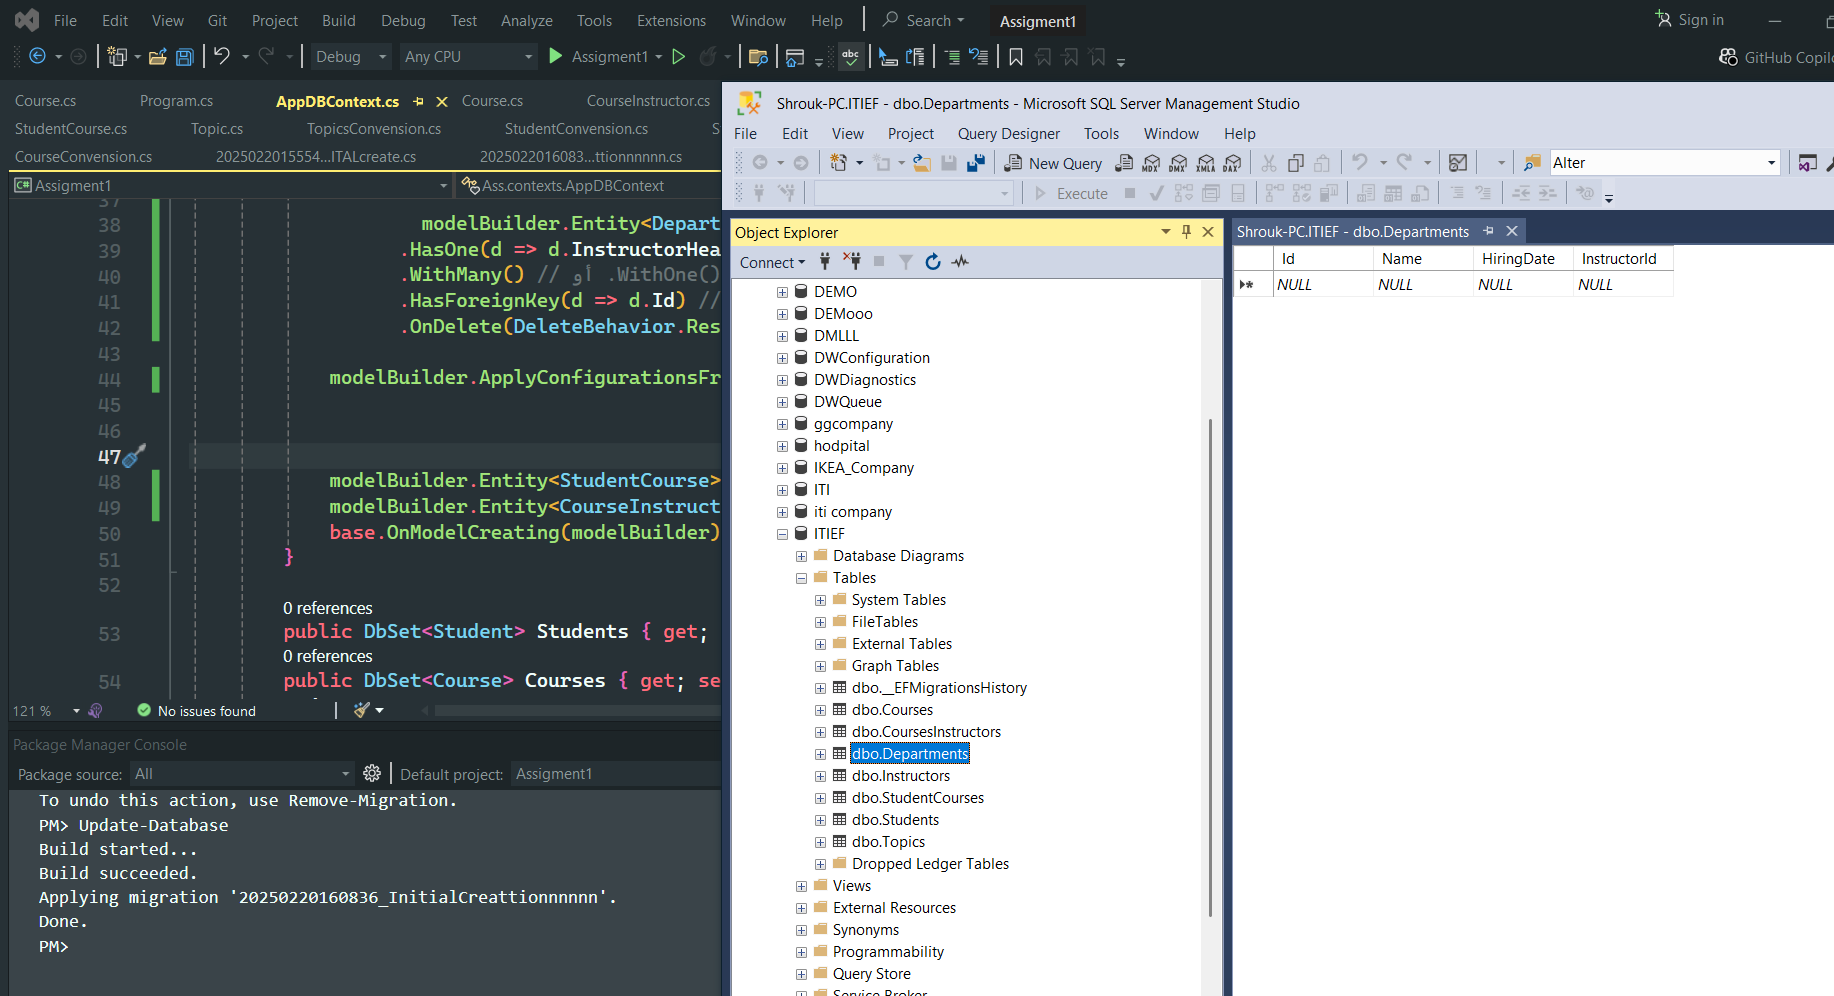 File Edit View Git Project Build Debug Test Analyze Tools Extensions Window Help Search Assigment1 Sign in
Debug Any CPU Assigment1 GitHub Copil
Course.cs Program.cs AppDBContext.cs Course.cs CourseInstructor.cs
StudentCourse.cs Topic.cs TopicsConvension.cs StudentConvension.cs S
CourseConvension.cs 2025022015554...ITALcreate.cs 2025022016083...ttionnnnnn.cs
C# Assigment1 Ass.contexts.AppDBContext
37
38 modelBuilder.Entity<Depart
39 .HasOne(d => d.InstructorHea
40 .WithMany() // أو .WithOne()
41 .HasForeignKey(d => d.Id) //
42 .OnDelete(DeleteBehavior.Res
43
44 modelBuilder.ApplyConfigurationsFr
45
46
47
48 modelBuilder.Entity<StudentCourse>
49 modelBuilder.Entity<CourseInstruct
50 base.OnModelCreating(modelBuilder)
51 }
52
0 references
53 public DbSet<Student> Students { get;
0 references
54 public DbSet<Course> Courses { get; se
121 % No issues found
Package Manager Console
Package source: All Default project: Assigment1
To undo this action, use Remove-Migration.
PM> Update-Database
Build started...
Build succeeded.
Applying migration '20250220160836_InitialCreattionnnnnn'.
Done.
PM>
Shrouk-PC.ITIEF - dbo.Departments - Microsoft SQL Server Management Studio
File Edit View Project Query Designer Tools Window Help
New Query MDX DMX XMLA DAX Alter
Execute
Object Explorer
Connect
DEMO
DEMooo
DMLLL
DWConfiguration
DWDiagnostics
DWQueue
ggcompany
hodpital
IKEA_Company
ITI
iti company
ITIEF
Database Diagrams
Tables
System Tables
FileTables
External Tables
Graph Tables
dbo.__EFMigrationsHistory
dbo.Courses
dbo.CoursesInstructors
dbo.Departments
dbo.Instructors
dbo.StudentCourses
dbo.Students
dbo.Topics
Dropped Ledger Tables
Views
External Resources
Synonyms
Programmability
Query Store
Service Broker
Shrouk-PC.ITIEF - dbo.Departments
Id Name HiringDate InstructorId
NULL NULL NULL NULL